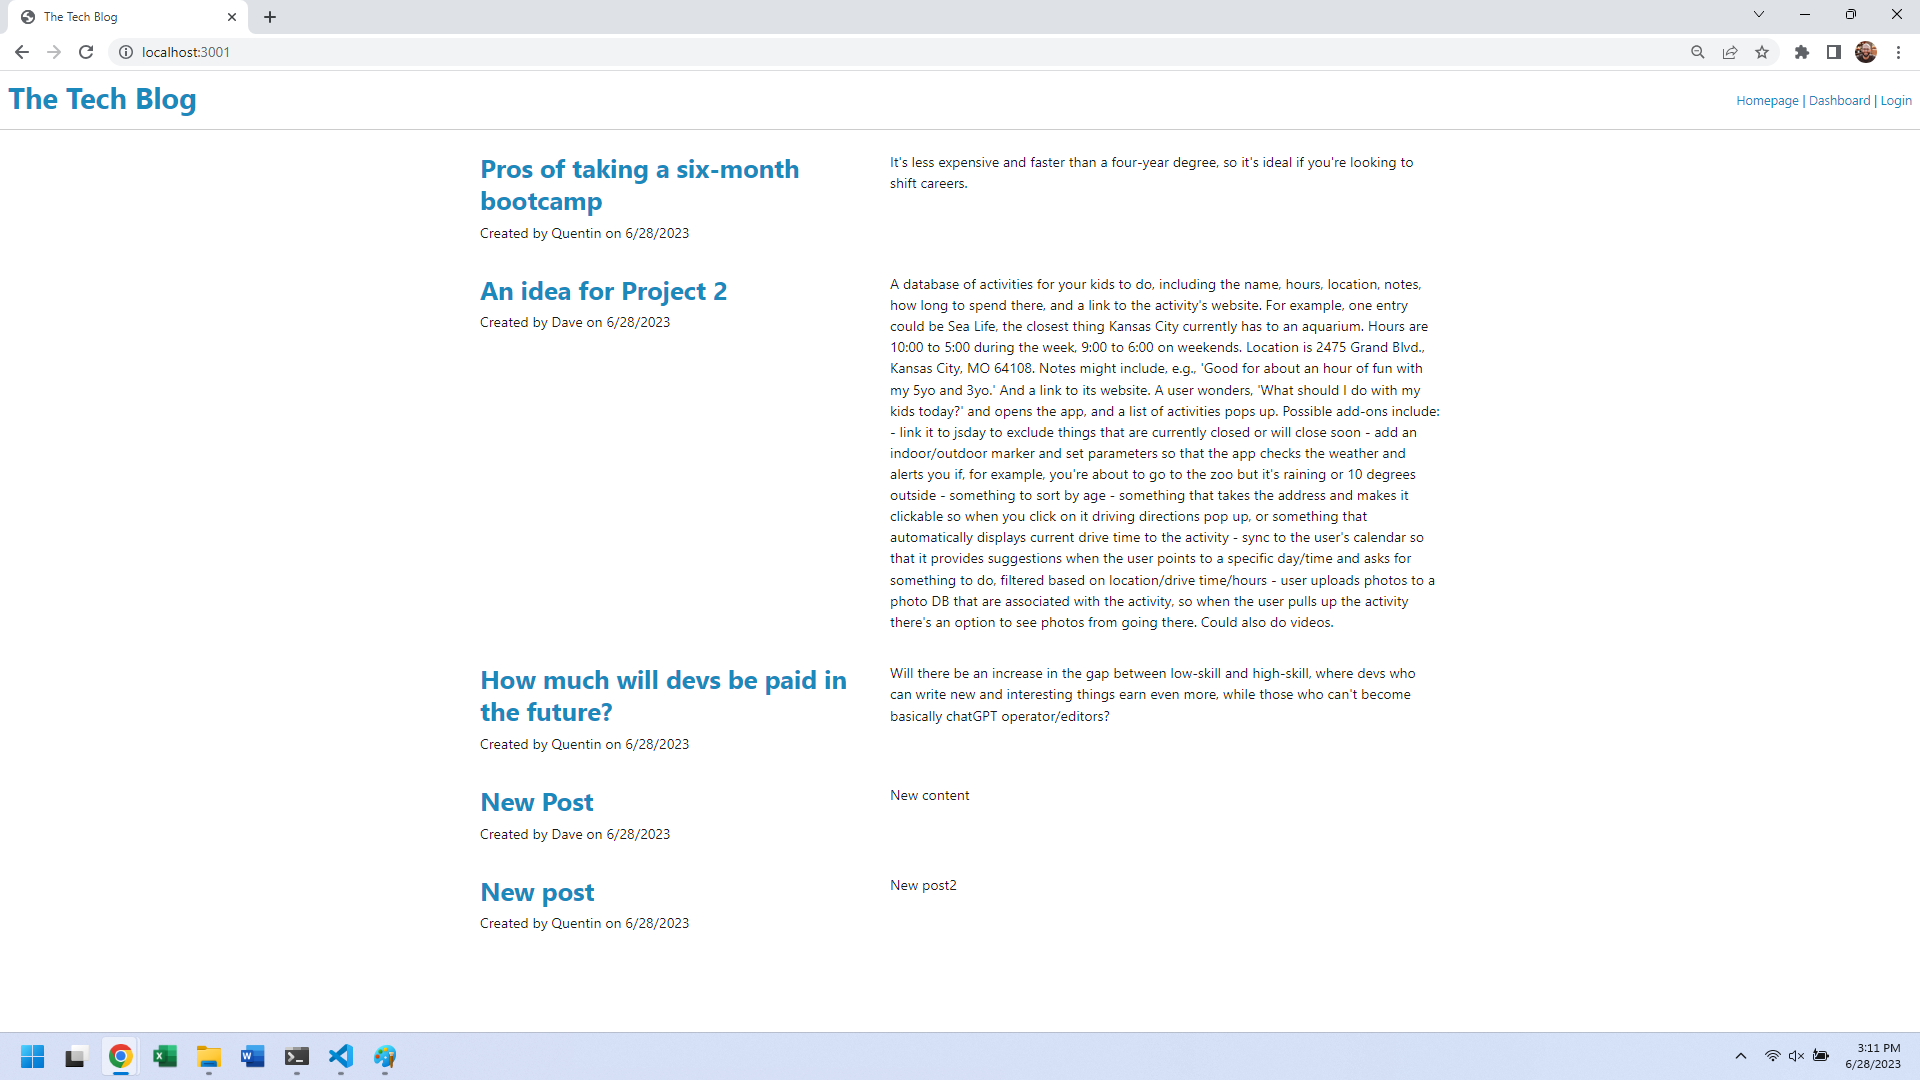 The Tech Blog
localhost:3001
The Tech Blog
Homepage | Dashboard | Login
Pros of taking a six-month
bootcamp
Created by Quentin on 6/28/2023
It's less expensive and faster than a four-year degree, so it's ideal if you're looking to
shift careers.
An idea for Project 2
Created by Dave on 6/28/2023
A database of activities for your kids to do, including the name, hours, location, notes,
how long to spend there, and a link to the activity's website. For example, one entry
could be Sea Life, the closest thing Kansas City currently has to an aquarium. Hours are
10:00 to 5:00 during the week, 9:00 to 6:00 on weekends. Location is 2475 Grand Blvd.,
Kansas City, MO 64108. Notes might include, e.g., 'Good for about an hour of fun with
my 5yo and 3yo.' And a link to its website. A user wonders, 'What should I do with my
kids today?' and opens the app, and a list of activities pops up. Possible add-ons include:
- link it to jsday to exclude things that are currently closed or will close soon - add an
indoor/outdoor marker and set parameters so that the app checks the weather and
alerts you if, for example, you're about to go to the zoo but it's raining or 10 degrees
outside - something to sort by age - something that takes the address and makes it
clickable so when you click on it driving directions pop up, or something that
automatically displays current drive time to the activity - sync to the user's calendar so
that it provides suggestions when the user points to a specific day/time and asks for
something to do, filtered based on location/drive time/hours - user uploads photos to a
photo DB that are associated with the activity, so when the user pulls up the activity
there's an option to see photos from going there. Could also do videos.
How much will devs be paid in
the future?
Created by Quentin on 6/28/2023
Will there be an increase in the gap between low-skill and high-skill, where devs who
can write new and interesting things earn even more, while those who can't become
basically chatGPT operator/editors?
New Post
Created by Dave on 6/28/2023
New content
New post
Created by Quentin on 6/28/2023
New post2
3:11 PM
6/28/2023